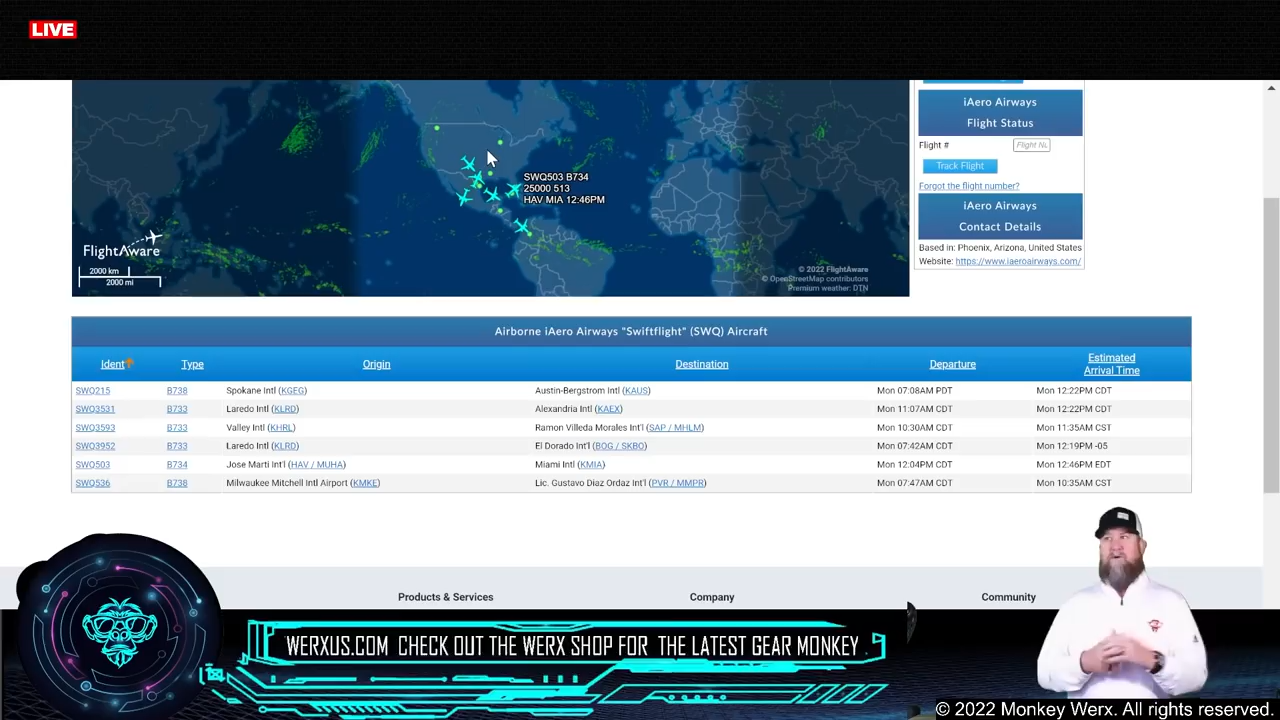 LIVE
SWQ503 B734
25000 513
HAV MIA 12:46PM
FlightAware
2000 km
2000 mi
© 2022 FlightAware
© OpenStreetMap contributors
Premium weather: DTN
iAero Airways
Flight Status
Flight #
Track Flight
Forgot the flight number?
iAero Airways
Contact Details
Based in: Phoenix, Arizona, United States
Website: https://www.iaeroairways.com/
Airborne iAero Airways "Swiftflight" (SWQ) Aircraft
Ident Type Origin Destination Departure Estimated Arrival Time
SWQ215 B738 Spokane Intl (KGEG) Austin-Bergstrom Intl (KAUS) Mon 07:08AM PDT Mon 12:22PM CDT
SWQ3531 B733 Laredo Intl (KLRD) Alexandria Intl (KAEX) Mon 11:07AM CDT Mon 12:22PM CDT
SWQ3593 B733 Valley Intl (KHRL) Ramon Villeda Morales Int'l (SAP / MHLM) Mon 10:30AM CDT Mon 11:35AM CST
SWQ3952 B733 Laredo Intl (KLRD) El Dorado Int'l (BOG / SKBO) Mon 07:42AM CDT Mon 12:19PM -05
SWQ503 B734 Jose Marti Int'l (HAV / MUHA) Miami Intl (KMIA) Mon 12:04PM CDT Mon 12:46PM EDT
SWQ536 B738 Milwaukee Mitchell Intl Airport (KMKE) Lic. Gustavo Diaz Ordaz Int'l (PVR / MMPR) Mon 07:47AM CDT Mon 10:35AM CST
Products & Services Company Community
WERXUS.COM CHECK OUT THE WERX SHOP FOR THE LATEST GEAR MONKEY
© 2022 Monkey Werx. All rights reserved.